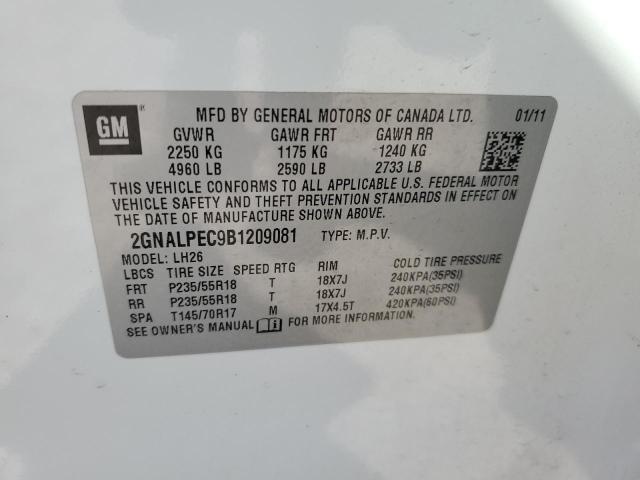 GM ®
MFD BY GENERAL MOTORS OF CANADA LTD. 01/11
GVWR GAWR FRT GAWR RR
2250 KG 1175 KG 1240 KG
4960 LB 2590 LB 2733 LB
THIS VEHICLE CONFORMS TO ALL APPLICABLE U.S. FEDERAL MOTOR
VEHICLE SAFETY AND THEFT PREVENTION STANDARDS IN EFFECT ON
THE DATE OF MANUFACTURE SHOWN ABOVE.
2GNALPEC9B1209081 TYPE: M.P.V.
MODEL: LH26
LBCS TIRE SIZE SPEED RTG RIM COLD TIRE PRESSURE
FRT P235/55R18 T 18X7J 240KPA(35PSI)
RR P235/55R18 T 18X7J 240KPA(35PSI)
SPA T145/70R17 M 17X4.5T 420KPA(60PSI)
SEE OWNER'S MANUAL FOR MORE INFORMATION.